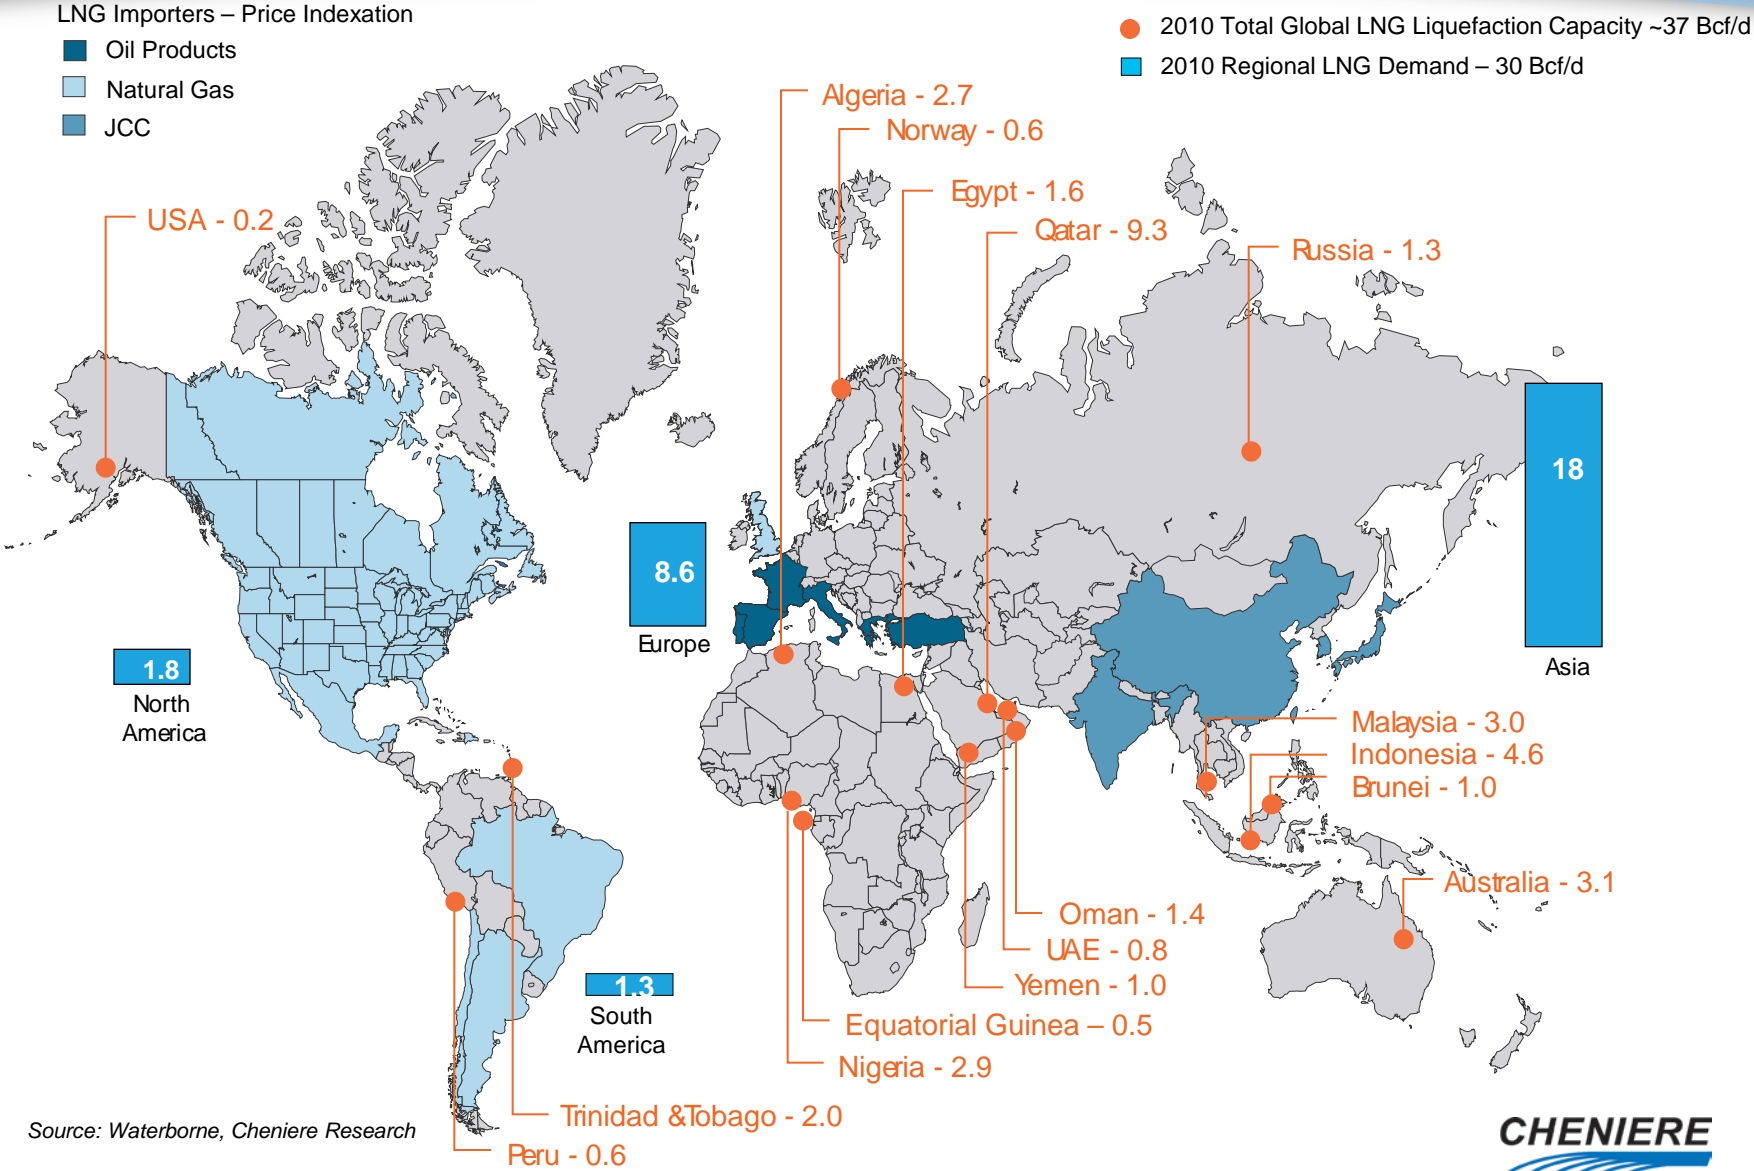 LNG Importers – Price Indexation
Oil Products
Natural Gas
JCC
2010 Total Global LNG Liquefaction Capacity ~37 Bcf/d
2010 Regional LNG Demand – 30 Bcf/d
Algeria - 2.7
Norway - 0.6
Egypt - 1.6
Qatar - 9.3
Russia - 1.3
USA - 0.2
18
Asia
8.6
Europe
1.8
North
America
Malaysia - 3.0
Indonesia - 4.6
Brunei - 1.0
Australia - 3.1
Oman - 1.4
UAE - 0.8
Yemen - 1.0
Equatorial Guinea – 0.5
Nigeria - 2.9
1.3
South
America
Trinidad &Tobago - 2.0
Peru - 0.6
Source: Waterborne, Cheniere Research
CHENIERE